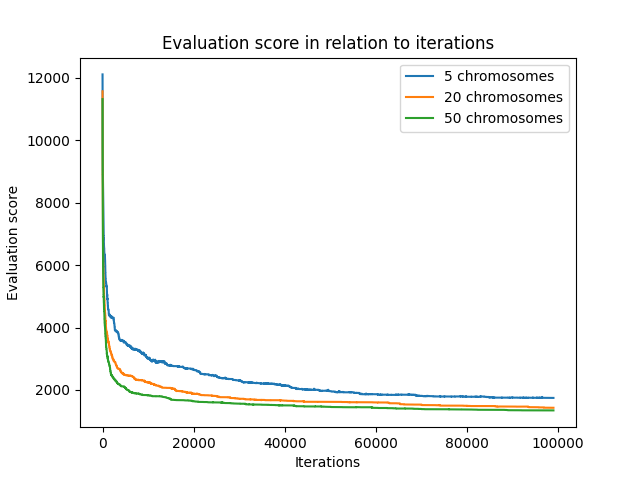 Evaluation score in relation to iterations
5 chromosomes
20 chromosomes
50 chromosomes
12000
10000
8000
6000
4000
2000
Evaluation score
0 20000 40000 60000 80000 100000
Iterations